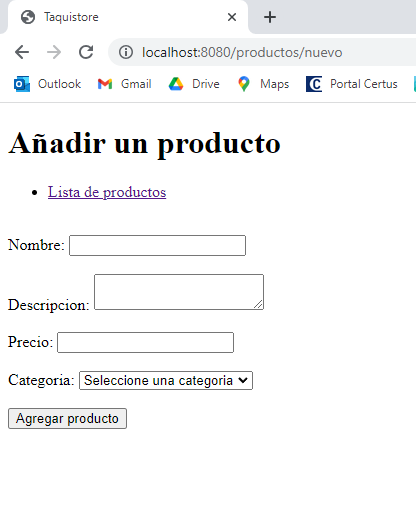 Taquistore
localhost:8080/productos/nuevo
Outlook Gmail Drive Maps Portal Certus
Añadir un producto
Lista de productos
Nombre:
Descripcion:
Precio:
Categoria: Seleccione una categoria
Agregar producto